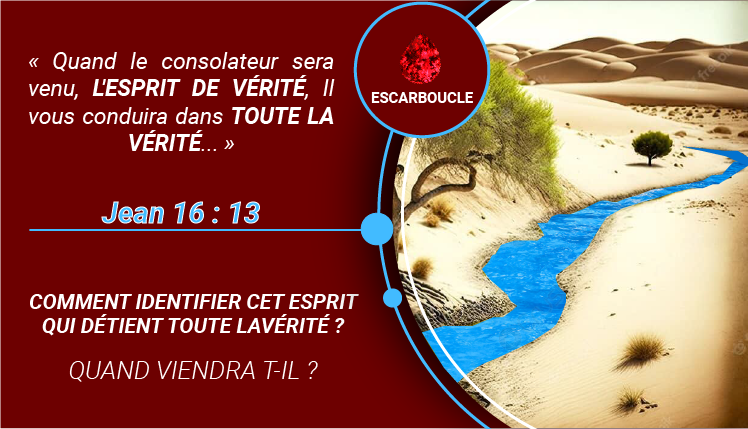 « Quand le consolateur sera
venu, L'ESPRIT DE VÉRITÉ, Il
vous conduira dans TOUTE LA
VÉRITÉ... »
Jean 16 : 13
COMMENT IDENTIFIER CET ESPRIT
QUI DÉTIENT TOUTE LAVÉRITÉ ?
QUAND VIENDRA T-IL ?
ESCARBOUCLE